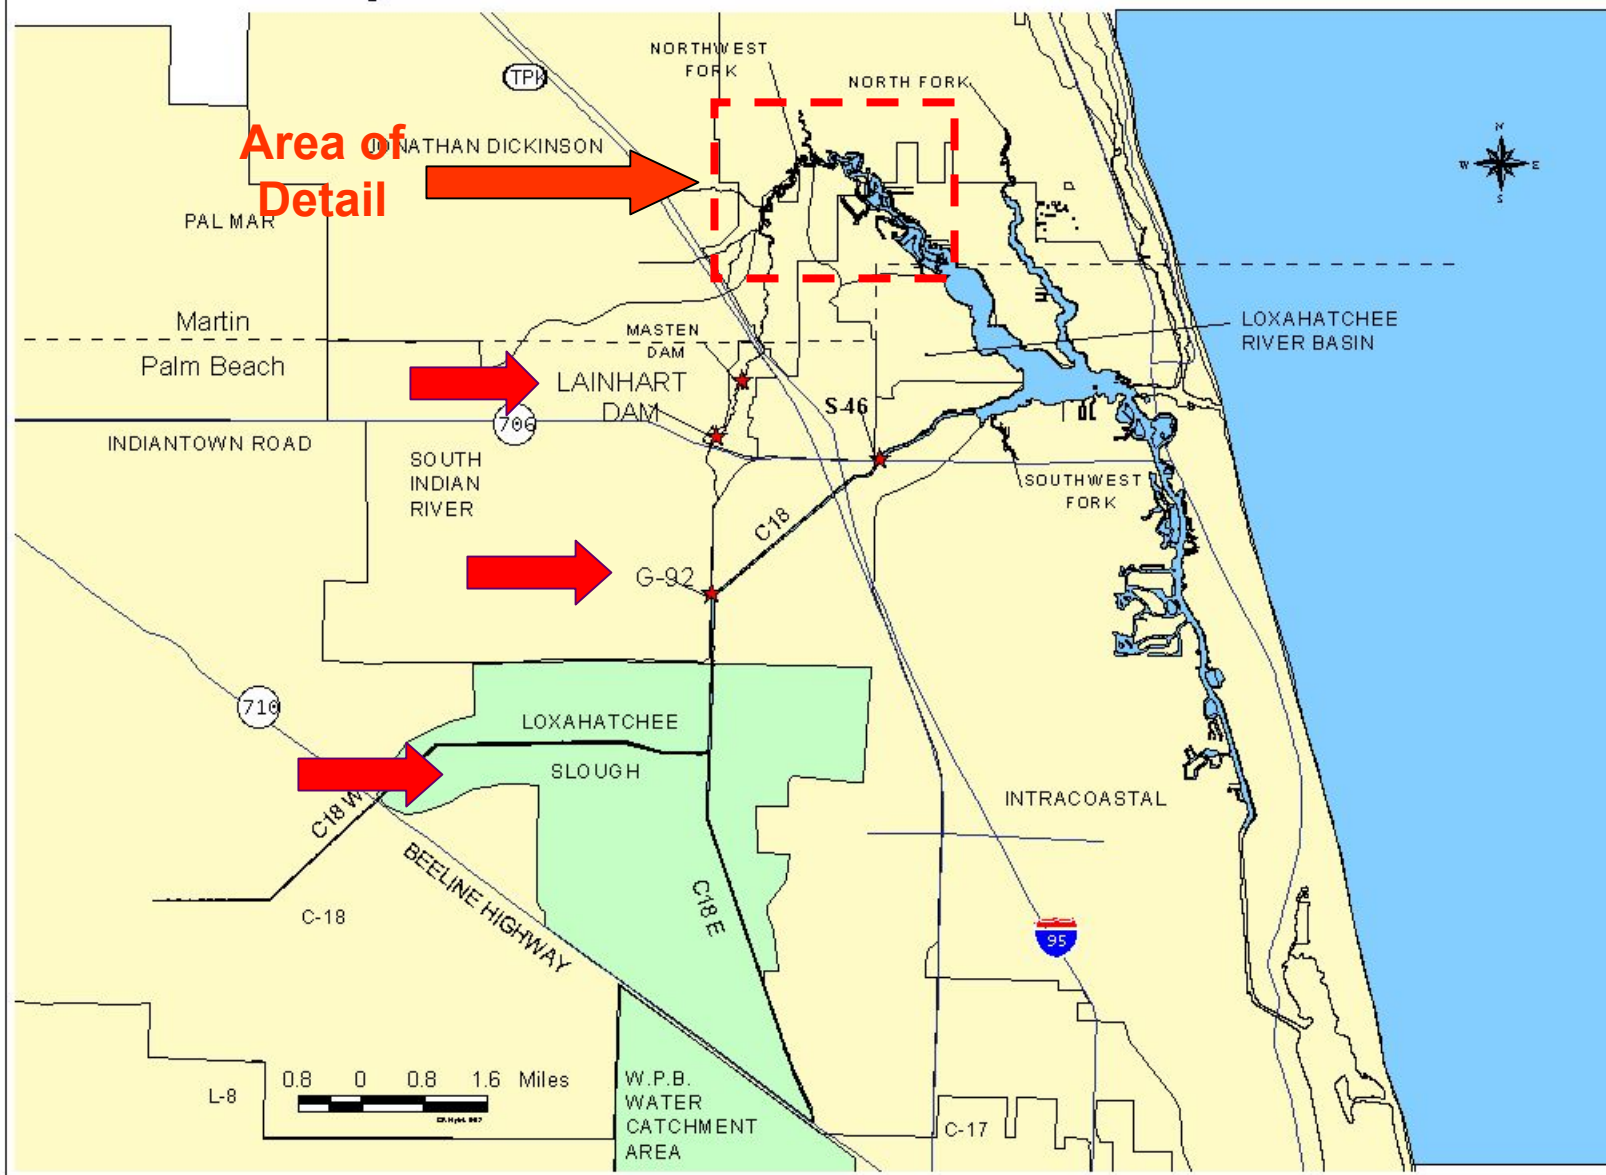 NORTHWEST
FORK
NORTH FORK
TPK
Area of
Detail
JONATHAN DICKINSON
N
W
E
S
PAL MAR
Martin
Palm Beach
MASTEN
DAM
LOXAHATCHEE
RIVER BASIN
LAINHART
DAM
S-46
706
INDIANTOWN ROAD
SOUTH
INDIAN
RIVER
SOUTHWEST
FORK
C18
G-92
710
LOXAHATCHEE
SLOUGH
C18 W
INTRACOASTAL
BEELINE HIGHWAY
C18 E
C-18
95
0.8 0 0.8 1.6 Miles
L-8
W.P.B.
WATER
CATCHMENT
AREA
C-17